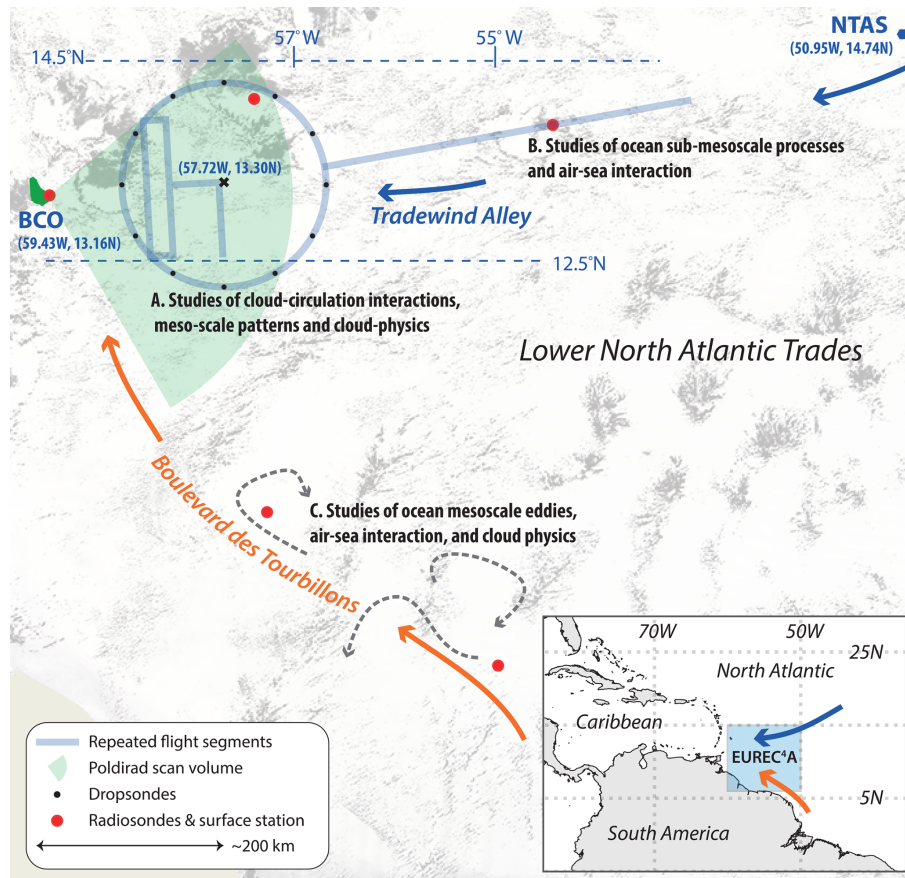 NTAS
(50.95W, 14.74N)
57°W
55°W
14.5°N
B. Studies of ocean sub-mesoscale processes
and air-sea interaction
(57.72W, 13.30N)
Tradewind Alley
BCO
(59.43W, 13.16N)
12.5°N
A. Studies of cloud-circulation interactions,
meso-scale patterns and cloud-physics
Lower North Atlantic Trades
Boulevard des Tourbillons
C. Studies of ocean mesoscale eddies,
air-sea interaction, and cloud physics
70°W
50°W
25°N
North Atlantic
Caribbean
EUREC⁴A
5°N
South America
Repeated flight segments
Poldirad scan volume
Dropsondes
Radiosondes & surface station
~200 km